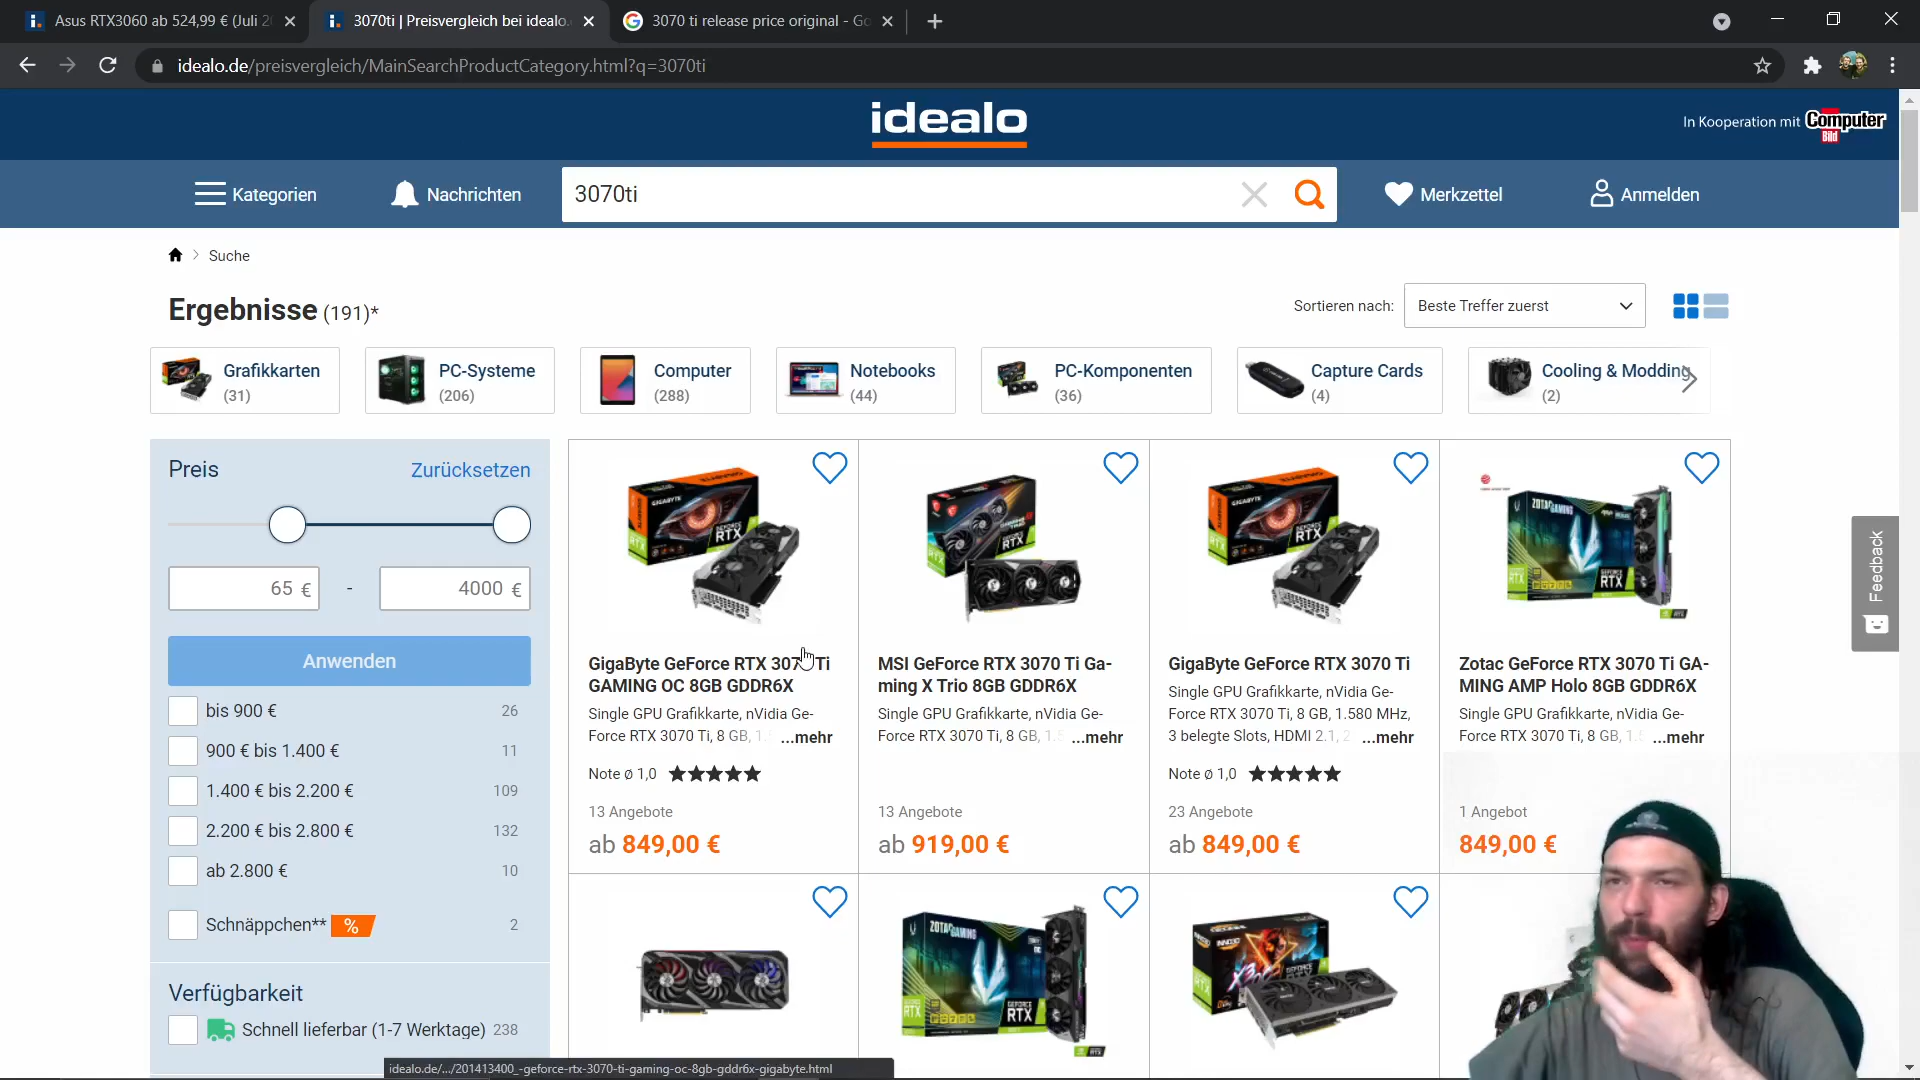 Asus RTX3060 ab 524,99 € (Juli 2
3070ti | Preisvergleich bei idealo.
3070 ti release price original - Go
idealo.de/preisvergleich/MainSearchProductCategory.html?q=3070ti
idealo
In Kooperation mit Computer Bild
Kategorien
Nachrichten
3070ti
Merkzettel
Anmelden
Suche
Ergebnisse (191)*
Sortieren nach:
Beste Treffer zuerst
Grafikkarten
(31)
PC-Systeme
(206)
Computer
(288)
Notebooks
(44)
PC-Komponenten
(36)
Capture Cards
(4)
Cooling & Modding
(2)
Preis
Zurücksetzen
65 €
-
4000 €
Anwenden
bis 900 € 26
900 € bis 1.400 € 11
1.400 € bis 2.200 € 109
2.200 € bis 2.800 € 132
ab 2.800 € 10
Schnäppchen** % 2
Verfügbarkeit
Schnell lieferbar (1-7 Werktage) 238
GigaByte GeForce RTX 3070 Ti
GAMING OC 8GB GDDR6X
Single GPU Grafikkarte, nVidia Ge-
Force RTX 3070 Ti, 8 GB, 1.5 ...mehr
Note ø 1,0
13 Angebote
ab 849,00 €
MSI GeForce RTX 3070 Ti Ga-
ming X Trio 8GB GDDR6X
Single GPU Grafikkarte, nVidia Ge-
Force RTX 3070 Ti, 8 GB, 1.5 ...mehr
13 Angebote
ab 919,00 €
GigaByte GeForce RTX 3070 Ti
Single GPU Grafikkarte, nVidia Ge-
Force RTX 3070 Ti, 8 GB, 1.580 MHz,
3 belegte Slots, HDMI 2.1, 2 ...mehr
Note ø 1,0
23 Angebote
ab 849,00 €
Zotac GeForce RTX 3070 Ti GA-
MING AMP Holo 8GB GDDR6X
Single GPU Grafikkarte, nVidia Ge-
Force RTX 3070 Ti, 8 GB, 1.5 ...mehr
1 Angebot
849,00 €
Feedback
idealo.de/.../201413400_-geforce-rtx-3070-ti-gaming-oc-8gb-gddr6x-gigabyte.html